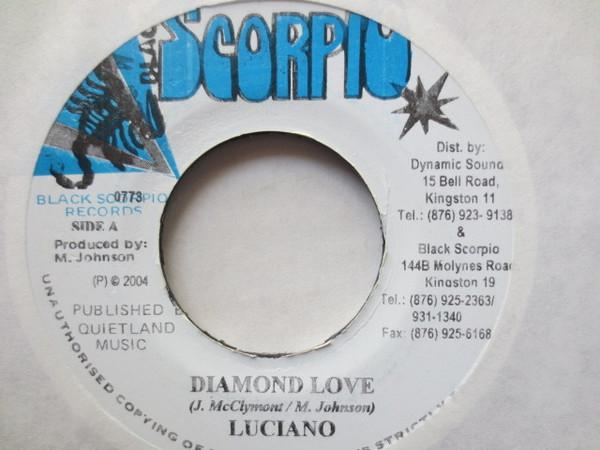 BLACK
SCORPIO
BLACK SCORPIO
0773
RECORDS
SIDE A
Produced by:
M. Johnson
(P) © 2004
PUBLISHED B
QUIETLAND
MUSIC
Dist. by:
Dynamic Sound
15 Bell Road,
Kingston 11
Tel.: (876) 923- 9138
&
Black Scorpio
144B Molynes Road
Kingston 19
Tel.: (876) 925-2363/
931-1340
Fax: (876) 925-6168
DIAMOND LOVE
(J. McClymont / M. Johnson)
LUCIANO
UNAUTHORISED COPYING OF
STRICTLY